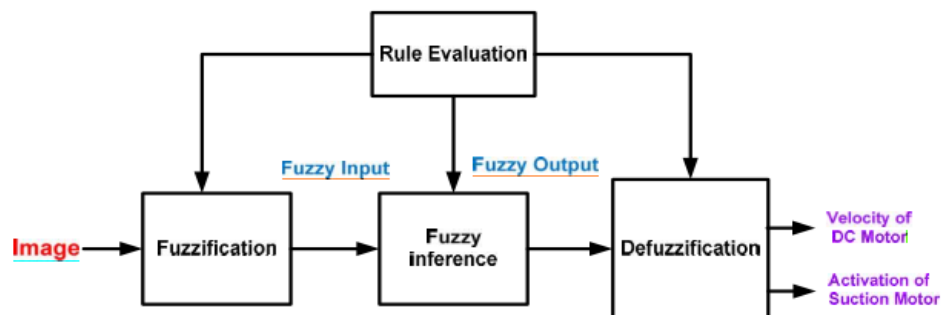 Rule Evaluation
Fuzzy Input
Fuzzy Output
Image
Fuzzification
Fuzzy
inference
Defuzzification
Velocity of
DC Motor
Activation of
Suction Motor